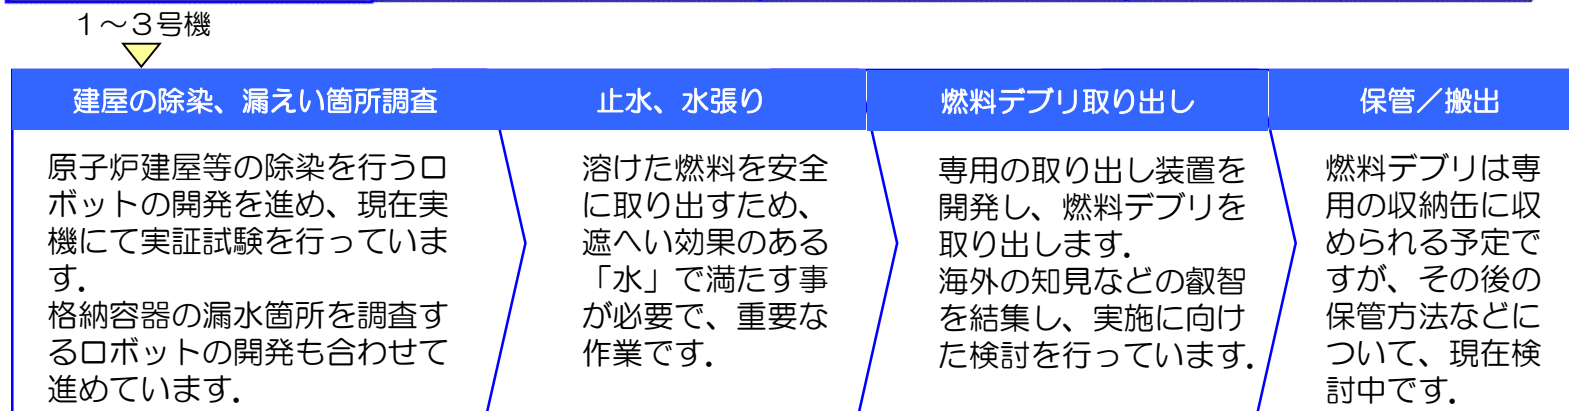 1～3号機
建屋の除染、漏えい箇所調査
原子炉建屋等の除染を行うロ
ボットの開発を進め、現在実
機にて実証試験を行っていま
す．
格納容器の漏水箇所を調査す
るロボットの開発も合わせて
進めています．
止水、水張り
溶けた燃料を安全
に取り出すため、
遮へい効果のある
「水」で満たす事
が必要で、重要な
作業です．
燃料デブリ取り出し
専用の取り出し装置を
開発し、燃料デブリを
取り出します．
海外の知見などの叡智
を結集し、実施に向け
た検討を行っています．
保管／搬出
燃料デブリは専
用の収納缶に収
められる予定で
すが、その後の
保管方法などに
ついて、現在検
討中です．